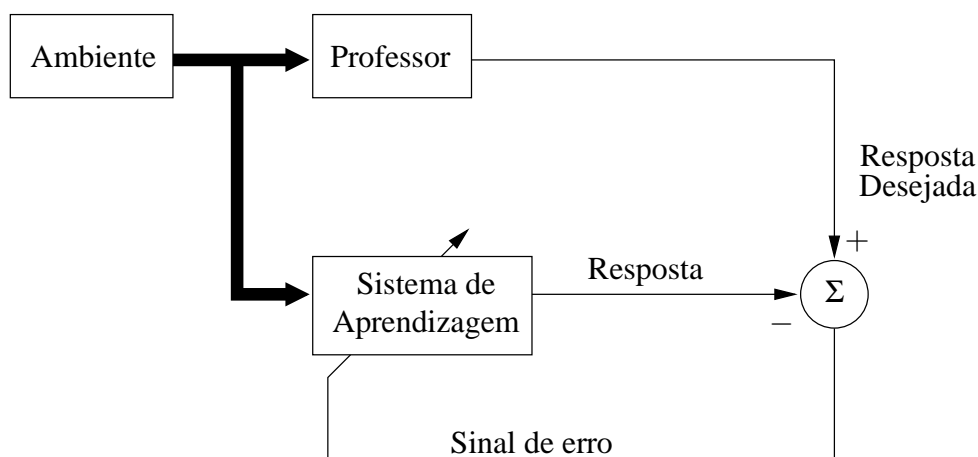 Ambiente
Professor
Resposta
Desejada
+
Sistema de
Aprendizagem
Resposta
Σ
−
Sinal de erro